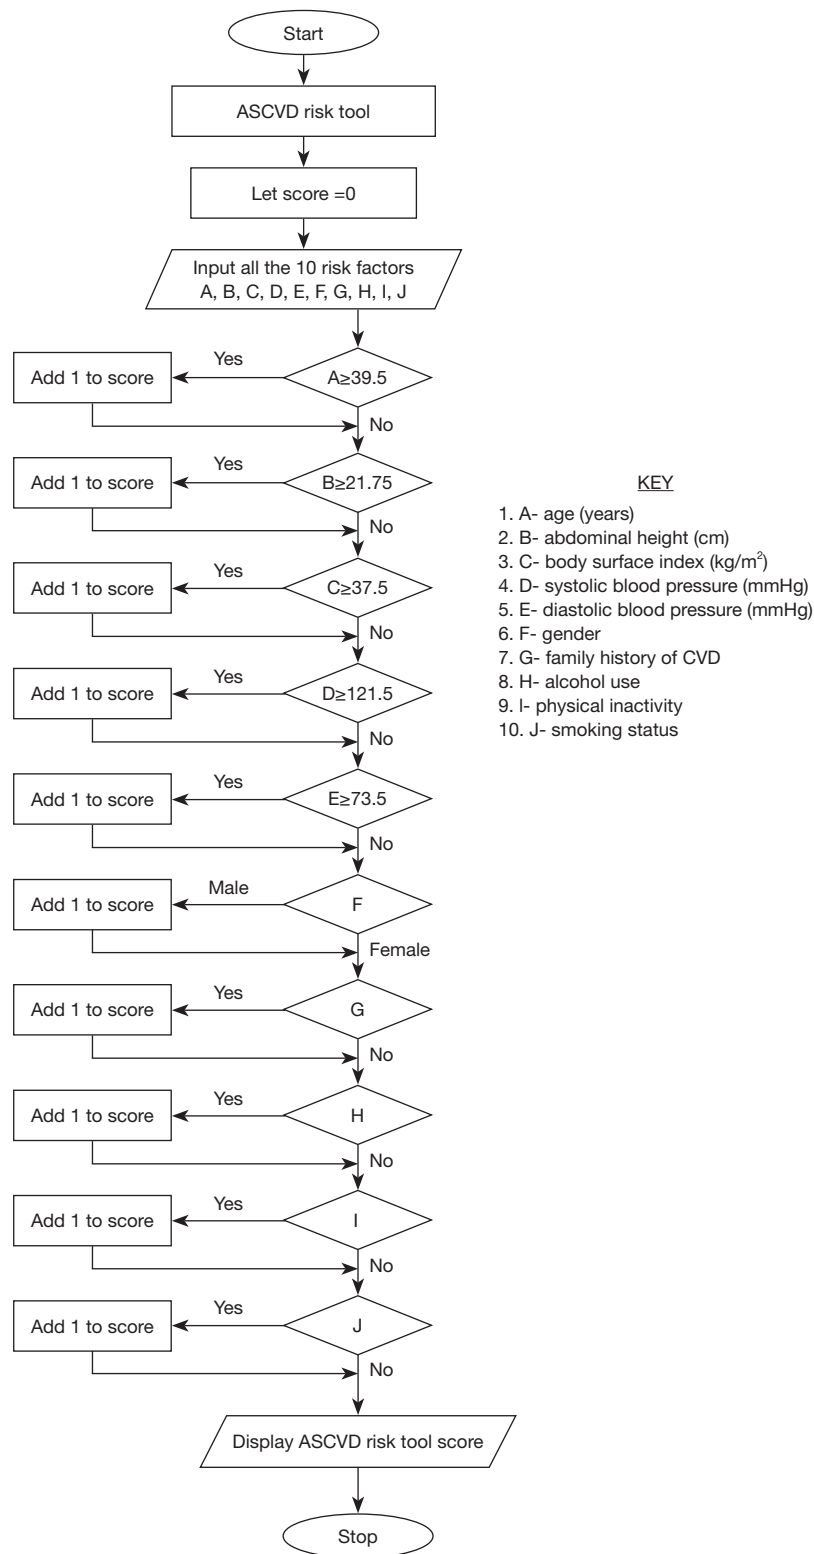 Start
ASCVD risk tool
Let score =0
Input all the 10 risk factors
A, B, C, D, E, F, G, H, I, J
A≥39.5
Yes
Add 1 to score
No
B≥21.75
Yes
Add 1 to score
No
C≥37.5
Yes
Add 1 to score
No
D≥121.5
Yes
Add 1 to score
No
E≥73.5
Yes
Add 1 to score
No
F
Male
Add 1 to score
Female
G
Yes
Add 1 to score
No
H
Yes
Add 1 to score
No
I
Yes
Add 1 to score
No
J
Yes
Add 1 to score
No
Display ASCVD risk tool score
Stop
KEY
1. A- age (years)
2. B- abdominal height (cm)
3. C- body surface index (kg/m²)
4. D- systolic blood pressure (mmHg)
5. E- diastolic blood pressure (mmHg)
6. F- gender
7. G- family history of CVD
8. H- alcohol use
9. I- physical inactivity
10. J- smoking status